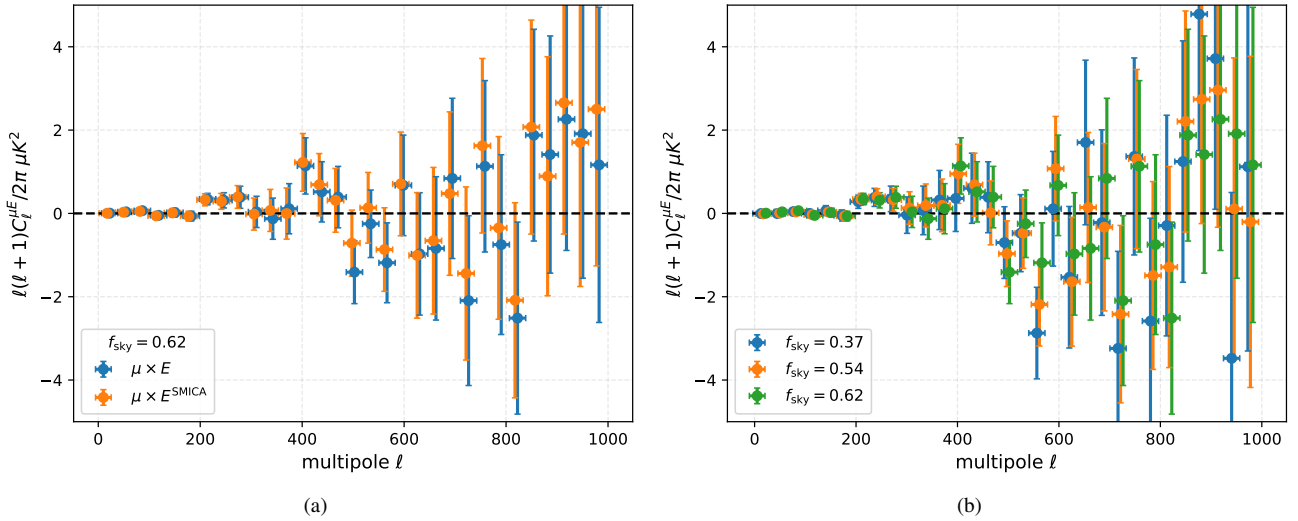 4
2
0
−2
−4
ℓ(ℓ + 1)C_ℓ^{μE}/2π μK²
0 200 400 600 800 1000
multipole ℓ
f_sky = 0.62
μ × E
μ × E^SMICA
(a)
4
2
0
−2
−4
ℓ(ℓ + 1)C_ℓ^{μE}/2π μK²
0 200 400 600 800 1000
multipole ℓ
f_sky = 0.37
f_sky = 0.54
f_sky = 0.62
(b)